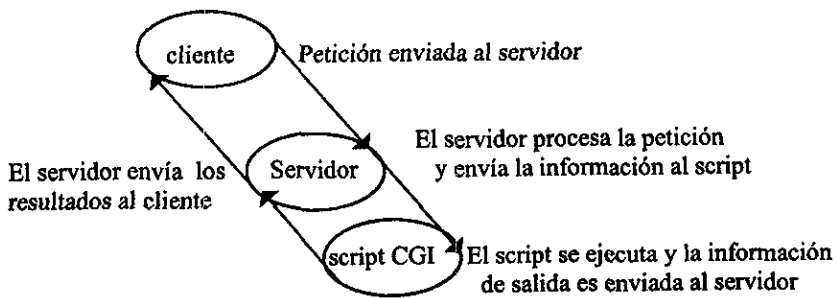 cliente
Petición enviada al servidor
El servidor procesa la petición
y envía la información al script
El servidor envía los
resultados al cliente
Servidor
script CGI
El script se ejecuta y la información
de salida es enviada al servidor